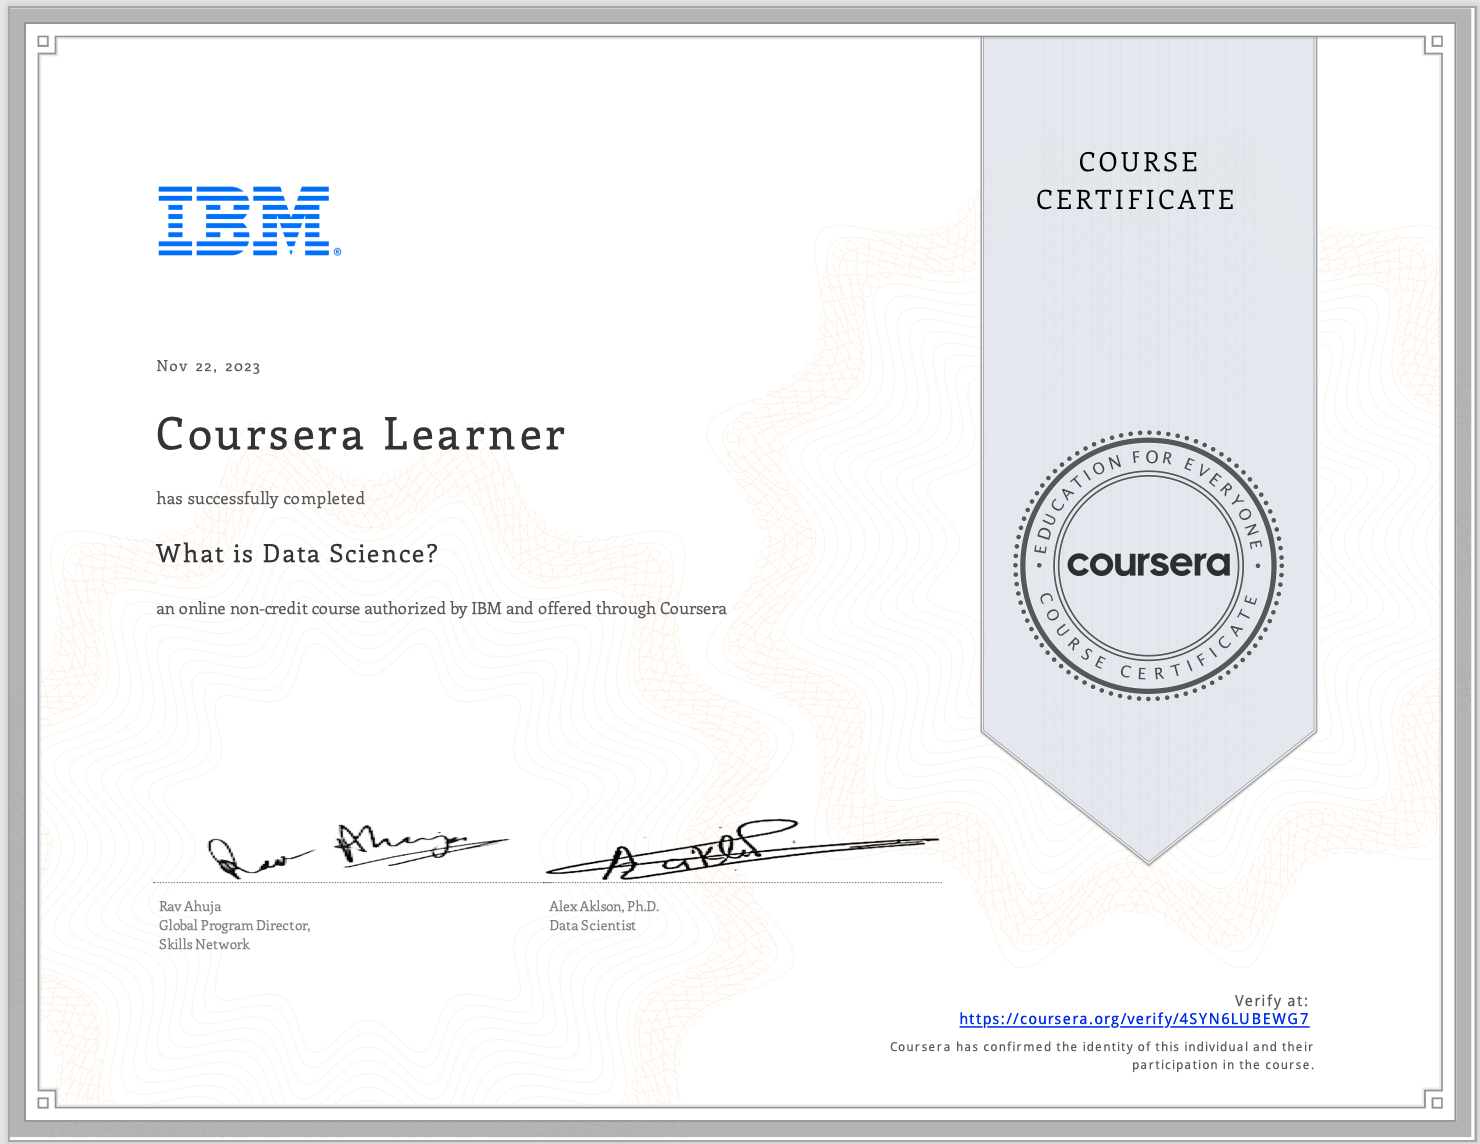 COURSE
CERTIFICATE
IBM®
Nov 22, 2023
Coursera Learner
has successfully completed
What is Data Science?
an online non-credit course authorized by IBM and offered through Coursera
EDUCATION FOR EVERYONE
coursera
COURSE CERTIFICATE
Rav Ahuja
Global Program Director,
Skills Network
Alex Aklson, Ph.D.
Data Scientist
Verify at:
https://coursera.org/verify/4SYN6LUBEWG7
Coursera has confirmed the identity of this individual and their
participation in the course.